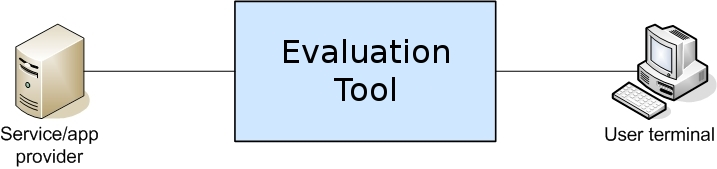 Evaluation
Tool
Service/app
provider
User terminal